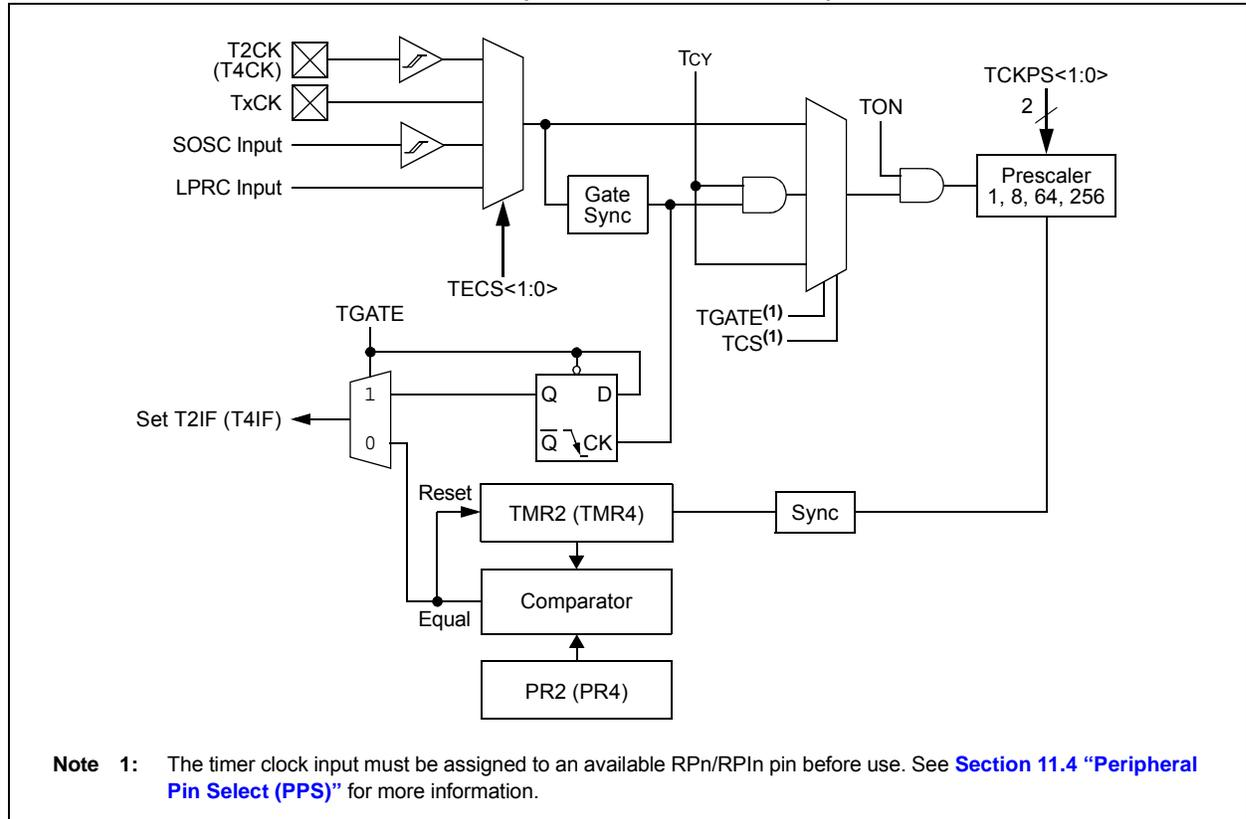 T2CK
(T4CK)
TxCK
SOSC Input
LPRC Input
TECS<1:0>
Gate
Sync
TCY
TGATE(1)
TCS(1)
TON
TCKPS<1:0>
2
Prescaler
1, 8, 64, 256
TGATE
1
0
Set T2IF (T4IF)
Q D
Q CK
Reset
TMR2 (TMR4)
Sync
Comparator
Equal
PR2 (PR4)
Note 1: The timer clock input must be assigned to an available RPn/RPIn pin before use. See Section 11.4 “Peripheral
Pin Select (PPS)” for more information.